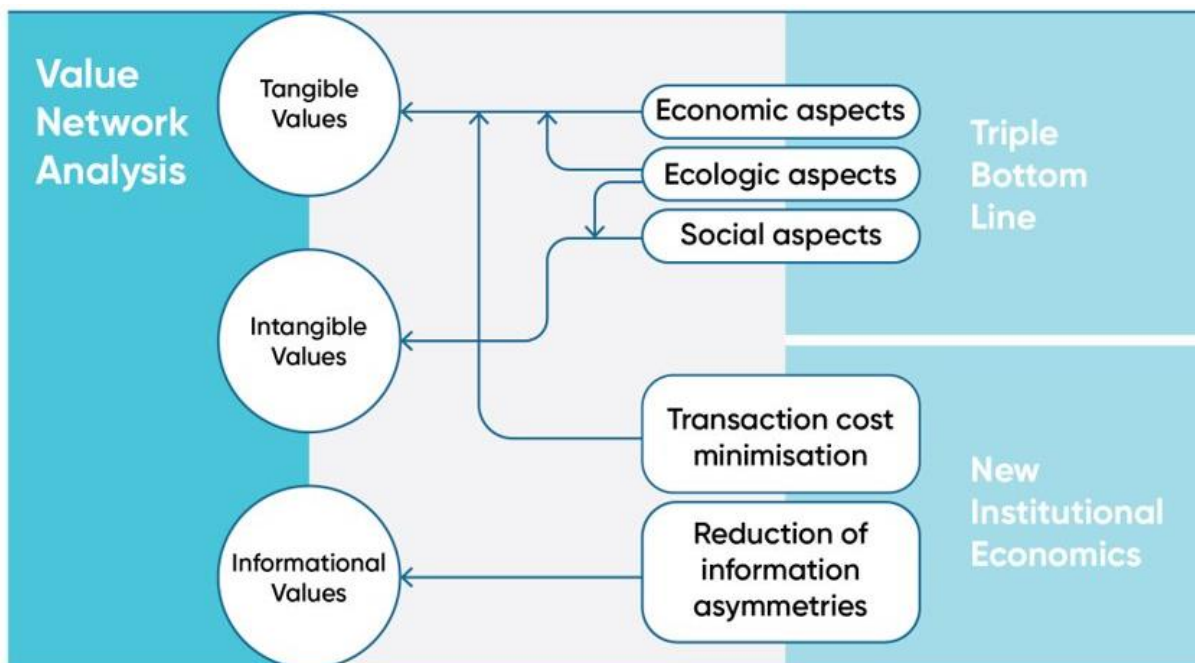 Value
Network
Analysis
Tangible
Values
Intangible
Values
Informational
Values
Economic aspects
Ecologic aspects
Social aspects
Transaction cost
minimisation
Reduction of
information
asymmetries
Triple
Bottom
Line
New
Institutional
Economics